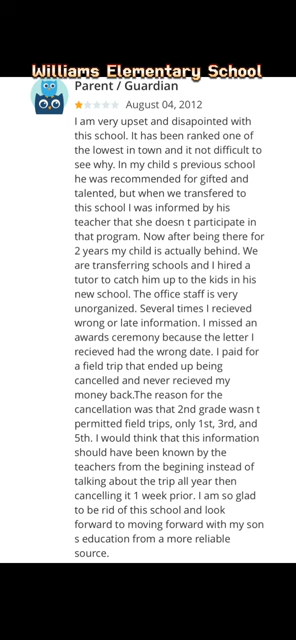 Williams Elementary School
Parent / Guardian
August 04, 2012
I am very upset and disapointed with
this school. It has been ranked one of
the lowest in town and it not difficult to
see why. In my child s previous school
he was recommended for gifted and
talented, but when we transfered to
this school I was informed by his
teacher that she doesn t participate in
that program. Now after being there for
2 years my child is actually behind. We
are transferring schools and I hired a
tutor to catch him up to the kids in his
new school. The office staff is very
unorganized. Several times I recieved
wrong or late information. I missed an
awards ceremony because the letter I
recieved had the wrong date. I paid for
a field trip that ended up being
cancelled and never recieved my
money back.The reason for the
cancellation was that 2nd grade wasn t
permitted field trips, only 1st, 3rd, and
5th. I would think that this information
should have been known by the
teachers from the begining instead of
talking about the trip all year then
cancelling it 1 week prior. I am so glad
to be rid of this school and look
forward to moving forward with my son
s education from a more reliable
source.